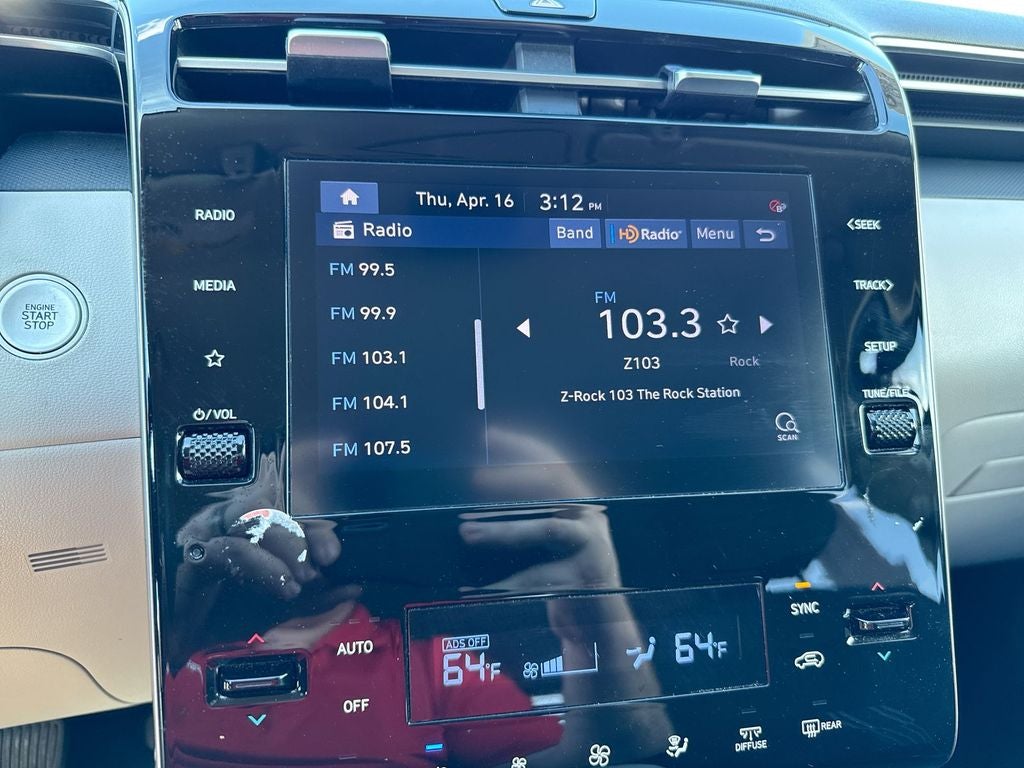 Thu, Apr. 16 3:12 PM
Radio Band HD Radio Menu
FM 99.5
FM 99.9
FM 103.1
FM 104.1
FM 107.5
FM
103.3
Z103 Rock
Z-Rock 103 The Rock Station
SCAN
RADIO
MEDIA
⏻/VOL
ENGINE
START
STOP
<SEEK
TRACK>
SETUP
TUNE/FILE
AUTO
OFF
ADS OFF
64°F 64°F
SYNC
REAR
DIFFUSE